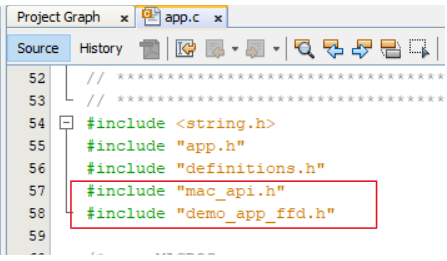 Project Graph x app.c x
Source History
52 // *********************************
53 // *********************************
54 #include <string.h>
55 #include "app.h"
56 #include "definitions.h"
57 #include "mac_api.h"
58 #include "demo_app_ffd.h"
59